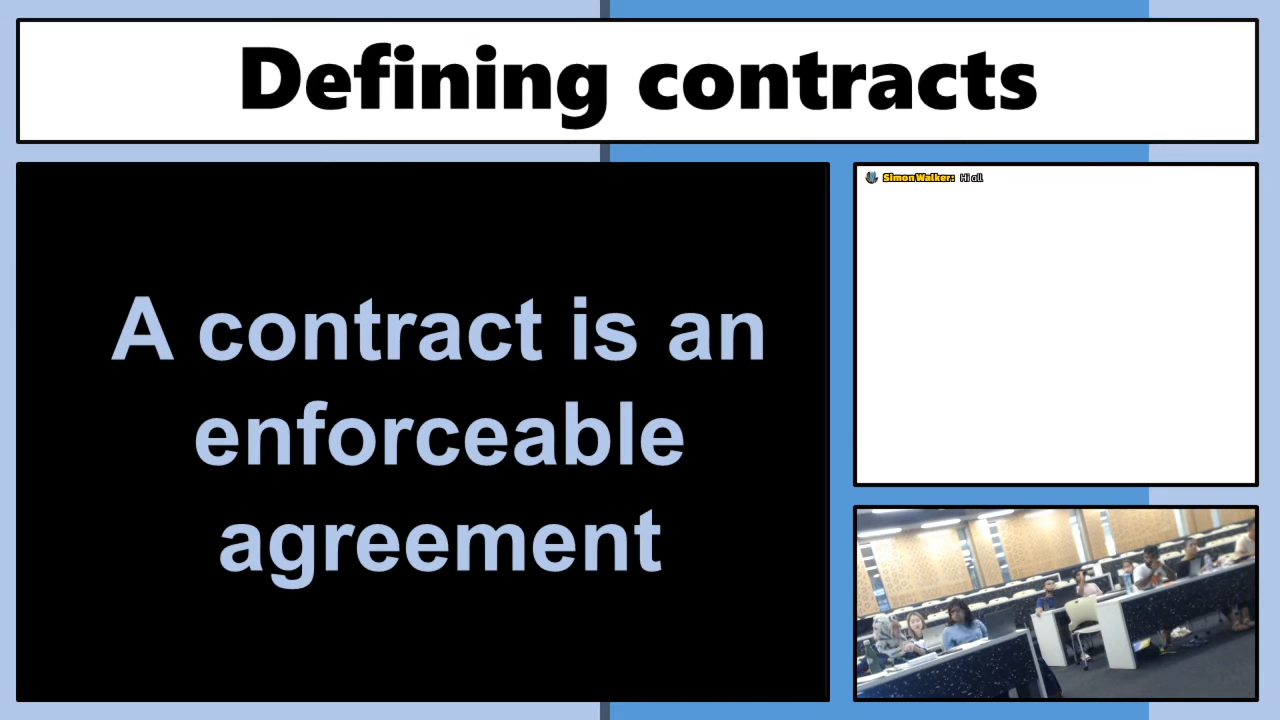 Defining contracts
A contract is an
enforceable
agreement
Simon Walker: Hi all